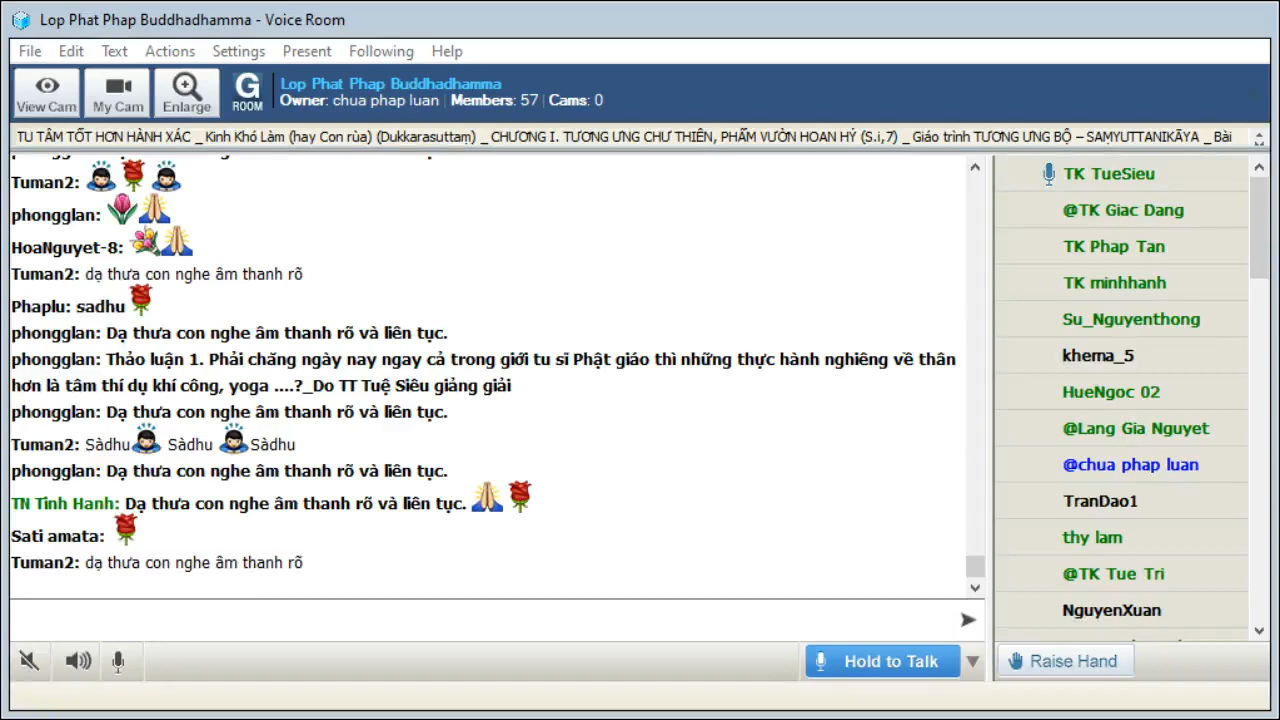 Lop Phat Phap Buddhadhamma - Voice Room
File Edit Text Actions Settings Present Following Help
View Cam My Cam Enlarge G ROOM
Lop Phat Phap Buddhadhamma
Owner: chua phap luan | Members: 57 | Cams: 0
TU TÂM TỐT HƠN HÀNH XÁC _ Kinh Khó Làm (hay Con rùa) (Dukkarasuttaṃ) _ CHƯƠNG I. TƯƠNG ƯNG CHƯ THIÊN, PHẨM VƯỜN HOAN HỶ (S.i,7) _ Giáo trình TƯƠNG ƯNG BỘ – SAṂYUTTANIKĀYA _ Bài
Tuman2:
phongglan:
HoaNguyet-8:
Tuman2: dạ thưa con nghe âm thanh rõ
Phaplu: sadhu
phongglan: Dạ thưa con nghe âm thanh rõ và liên tục.
phongglan: Thảo luận 1. Phải chăng ngày nay ngay cả trong giới tu sĩ Phật giáo thì những thực hành nghiêng về thân
hơn là tâm thí dụ khí công, yoga ....?_Do TT Tuệ Siêu giảng giải
phongglan: Dạ thưa con nghe âm thanh rõ và liên tục.
Tuman2: Sàdhu Sàdhu Sàdhu
phongglan: Dạ thưa con nghe âm thanh rõ và liên tục.
TN Tinh Hanh: Dạ thưa con nghe âm thanh rõ và liên tục.
Sati amata:
Tuman2: dạ thưa con nghe âm thanh rõ
TK TueSieu
@TK Giac Dang
TK Phap Tan
TK minhhanh
Su_Nguyenthong
khema_5
HueNgoc 02
@Lang Gia Nguyet
@chua phap luan
TranDao1
thy lam
@TK Tue Tri
NguyenXuan
Hold to Talk
Raise Hand